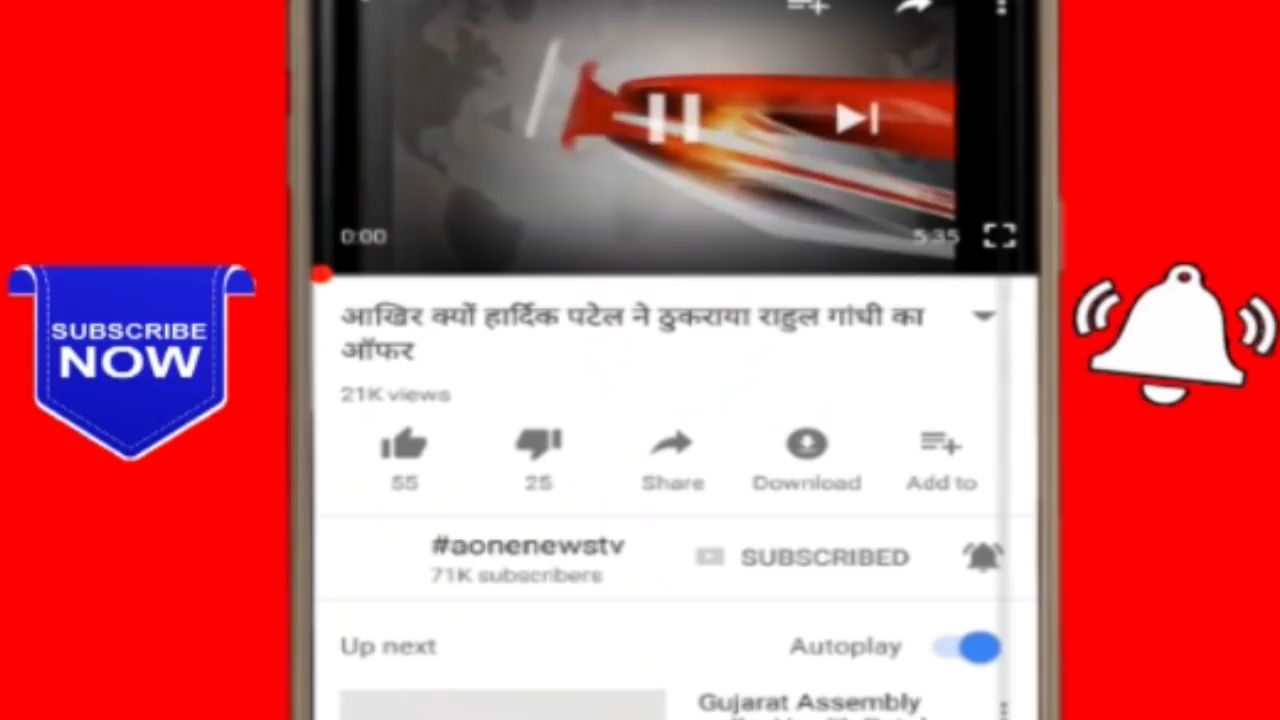 0:00
5:35
आखिर क्यों हार्दिक पटेल ने ठुकराया राहुल गांधी का
ऑफर
21K views
55
25
Share
Download
Add to
#aonenewstv
71K subscribers
SUBSCRIBED
Up next
Autoplay
Gujarat Assembly
SUBSCRIBE
NOW